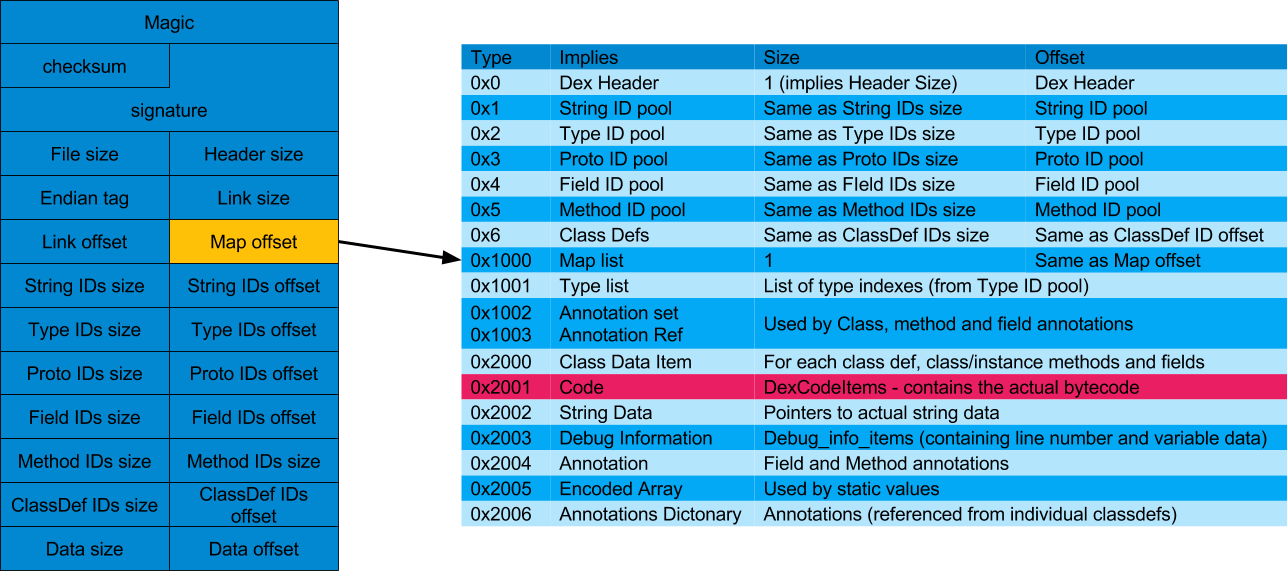 Magic
checksum
signature
File size Header size
Endian tag Link size
Link offset Map offset
String IDs size String IDs offset
Type IDs size Type IDs offset
Proto IDs size Proto IDs offset
Field IDs size Field IDs offset
Method IDs size Method IDs size
ClassDef IDs size ClassDef IDs
offset
Data size Data offset
Type Implies Size Offset
0x0 Dex Header 1 (implies Header Size) Dex Header
0x1 String ID pool Same as String IDs size String ID pool
0x2 Type ID pool Same as Type IDs size Type ID pool
0x3 Proto ID pool Same as Proto IDs size Proto ID pool
0x4 Field ID pool Same as FIeld IDs size Field ID pool
0x5 Method ID pool Same as Method IDs size Method ID pool
0x6 Class Defs Same as ClassDef IDs size Same as ClassDef ID offset
0x1000 Map list 1 Same as Map offset
0x1001 Type list List of type indexes (from Type ID pool)
0x1002 Annotation set
0x1003 Annotation Ref
Used by Class, method and field annotations
0x2000 Class Data Item For each class def, class/instance methods and fields
0x2001 Code DexCodeItems - contains the actual bytecode
0x2002 String Data Pointers to actual string data
0x2003 Debug Information Debug_info_items (containing line number and variable data)
0x2004 Annotation Field and Method annotations
0x2005 Encoded Array Used by static values
0x2006 Annotations Dictonary Annotations (referenced from individual classdefs)